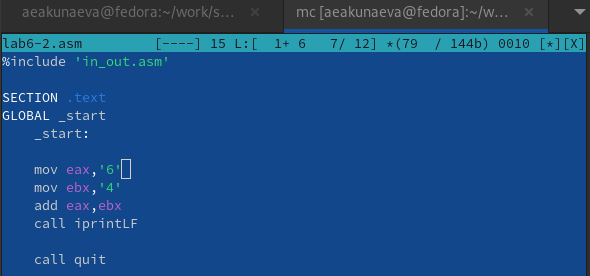 aeakunaeva@fedora:~/work/s... × mc [aeakunaeva@fedora]:~/w... ×
lab6-2.asm [----] 15 L:[ 1+ 6 7/ 12] *(79 / 144b) 0010 [*][X]
%include 'in_out.asm'
SECTION .text
GLOBAL _start
_start:
mov eax,'6'
mov ebx,'4'
add eax,ebx
call iprintLF
call quit